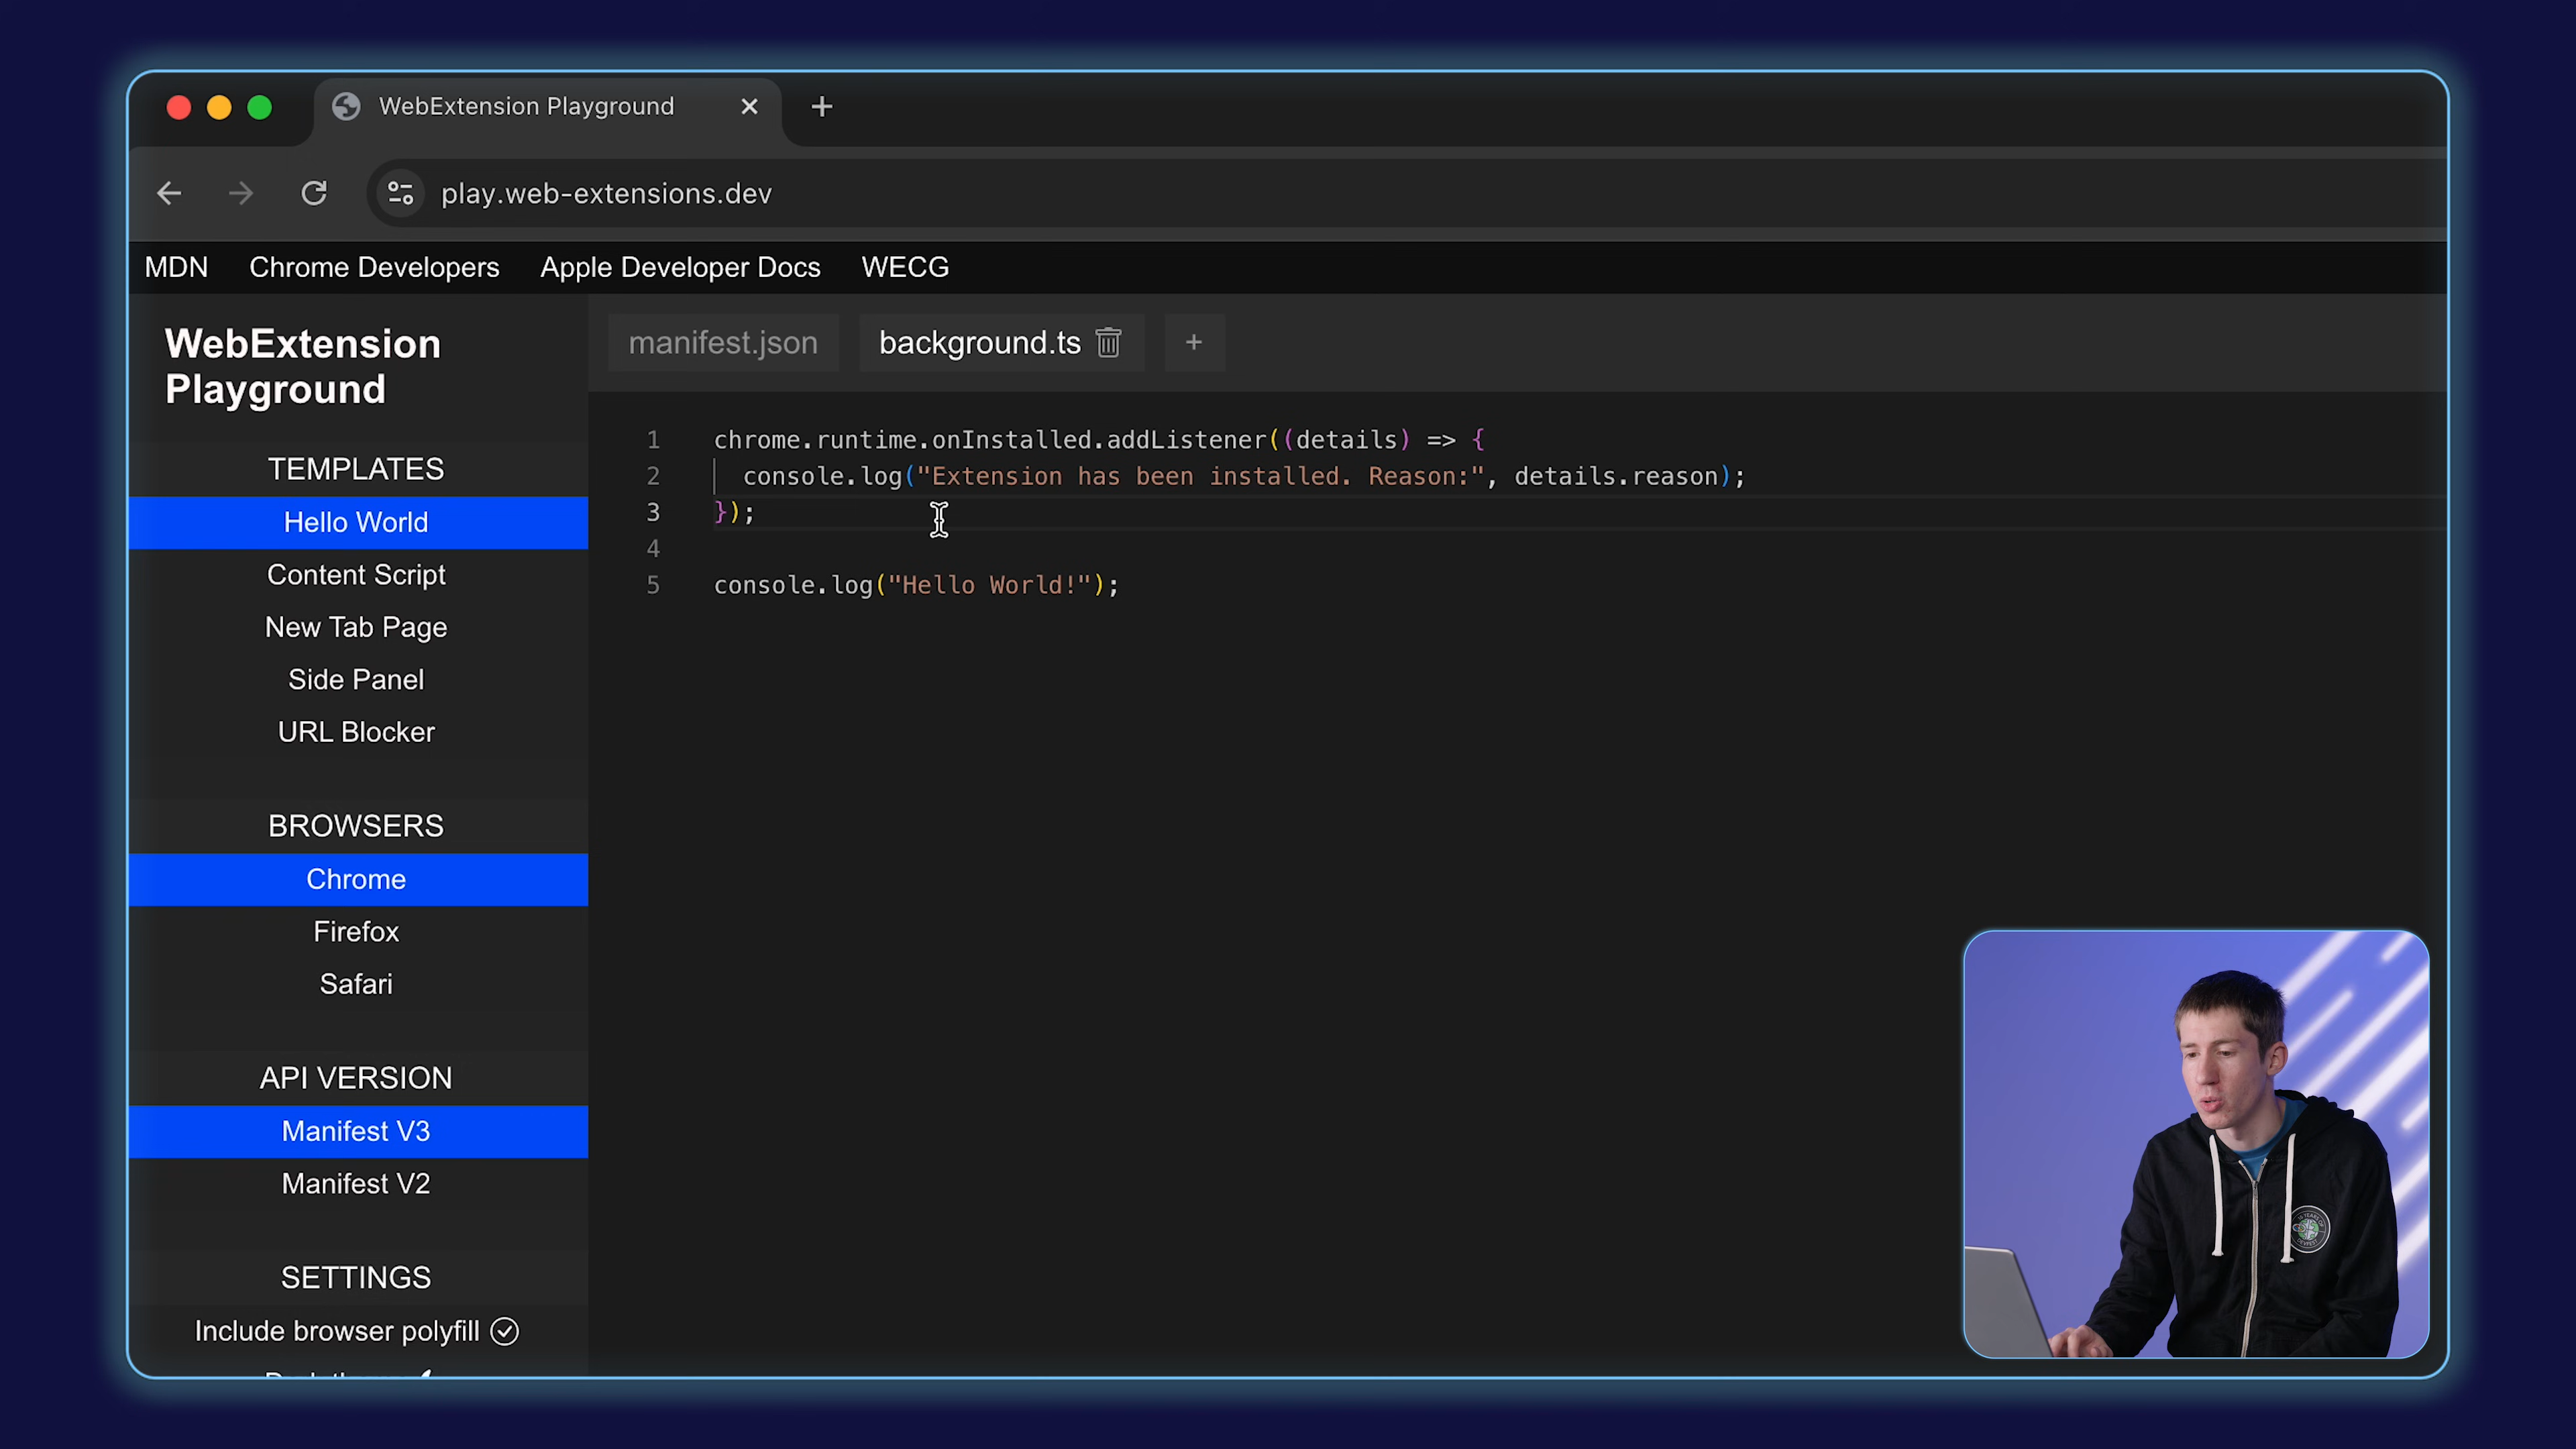 WebExtension Playground
play.web-extensions.dev
MDN Chrome Developers Apple Developer Docs WECG
WebExtension
Playground
TEMPLATES
Hello World
Content Script
New Tab Page
Side Panel
URL Blocker
BROWSERS
Chrome
Firefox
Safari
API VERSION
Manifest V3
Manifest V2
SETTINGS
Include browser polyfill
manifest.json background.ts +
1 chrome.runtime.onInstalled.addListener((details) => {
2 console.log("Extension has been installed. Reason:", details.reason);
3 });
4
5 console.log("Hello World!");